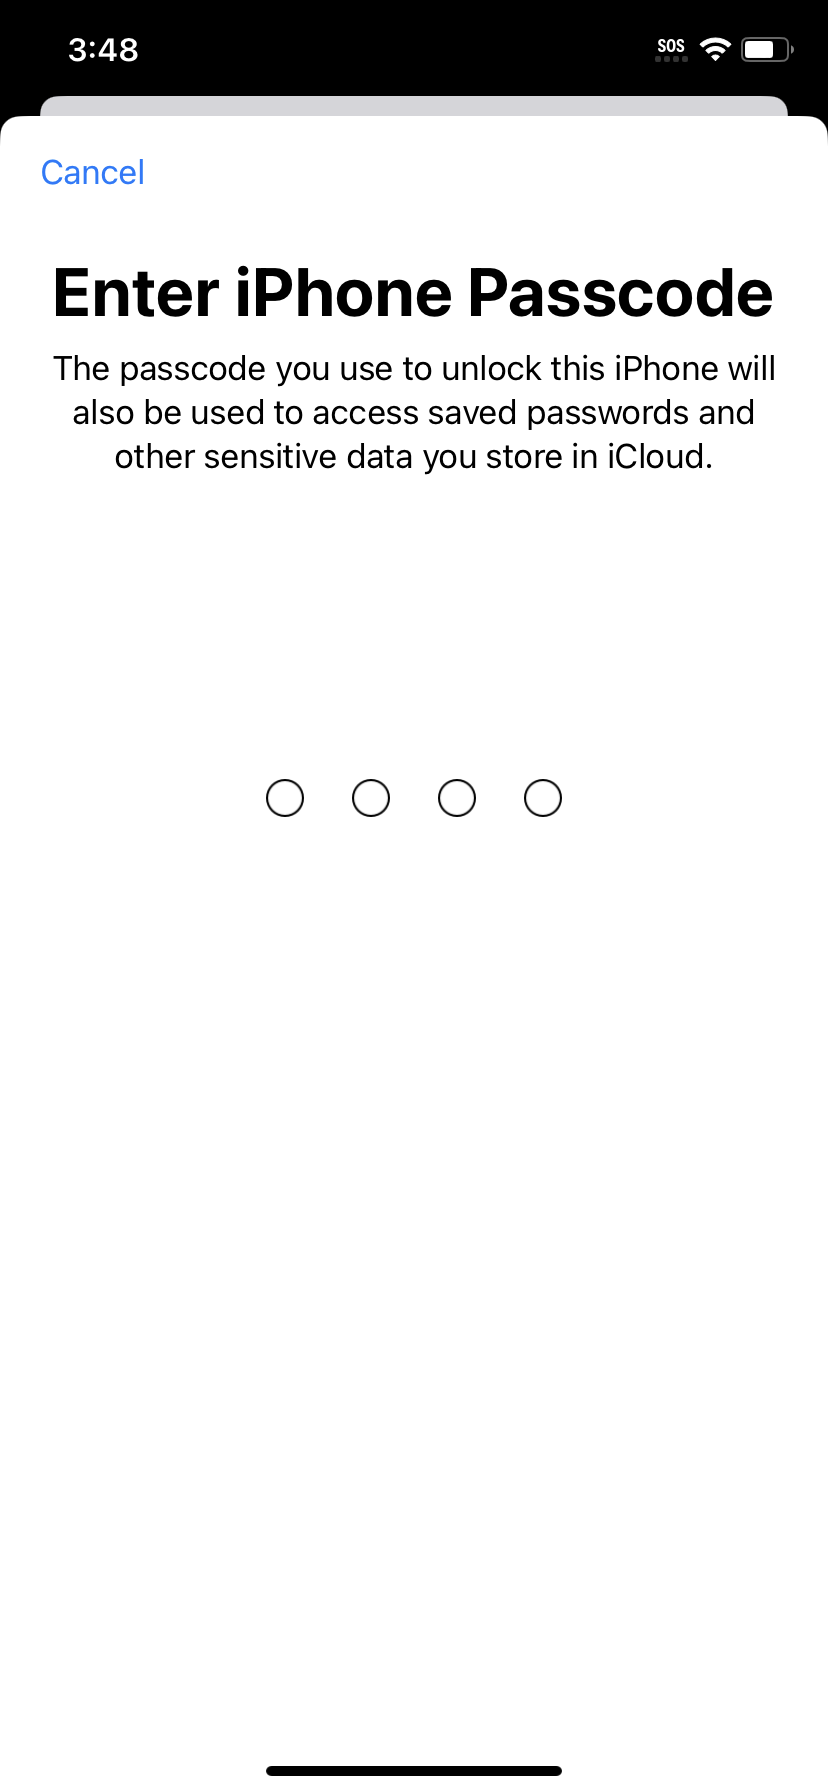 3:48
SOS
Cancel
Enter iPhone Passcode
The passcode you use to unlock this iPhone will
also be used to access saved passwords and
other sensitive data you store in iCloud.